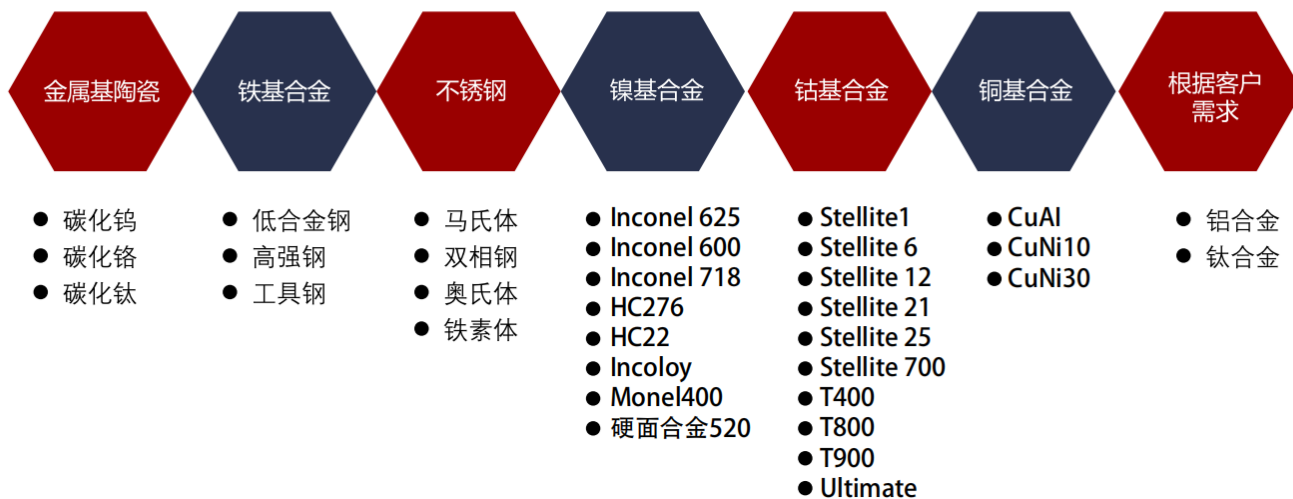 金属基陶瓷
铁基合金
不锈钢
镍基合金
钴基合金
铜基合金
根据客户
需求
● 碳化钨
● 碳化铬
● 碳化钛
● 低合金钢
● 高强钢
● 工具钢
● 马氏体
● 双相钢
● 奥氏体
● 铁素体
● Inconel 625
● Inconel 600
● Inconel 718
● HC276
● HC22
● Incoloy
● Monel400
● 硬面合金520
● Stellite1
● Stellite 6
● Stellite 12
● Stellite 21
● Stellite 25
● Stellite 700
● T400
● T800
● T900
● Ultimate
● CuAl
● CuNi10
● CuNi30
● 铝合金
● 钛合金